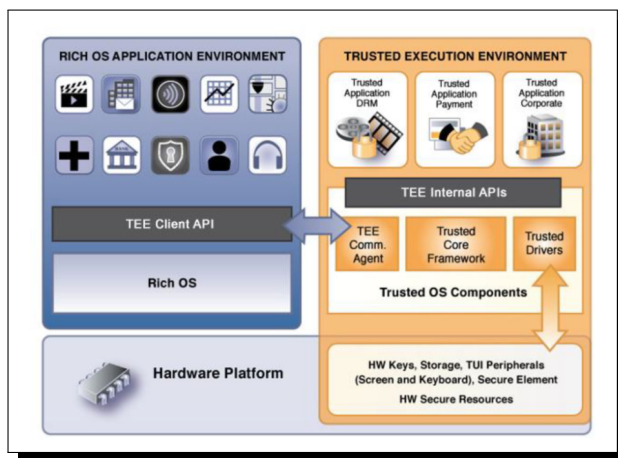 RICH OS APPLICATION ENVIRONMENT
BANK
TEE Client API
Rich OS
TRUSTED EXECUTION ENVIRONMENT
Trusted
Application
DRM
Trusted
Application
Payment
Trusted
Application
Corporate
TEE Internal APIs
TEE
Comm.
Agent
Trusted
Core
Framework
Trusted
Drivers
Trusted OS Components
Hardware Platform
HW Keys, Storage, TUI Peripherals
(Screen and Keyboard), Secure Element
HW Secure Resources